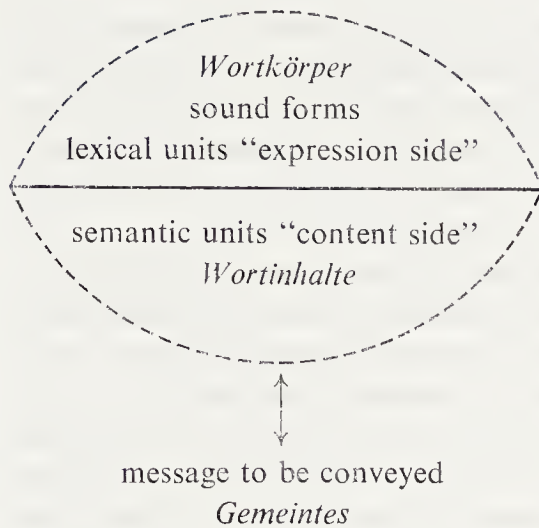 Wortkörper
sound forms
lexical units “expression side”
semantic units “content side”
Wortinhalte
message to be conveyed
Gemeintes